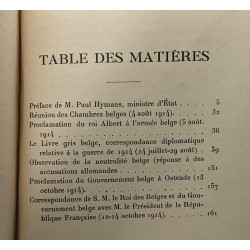 TABLE DES MATIÈRES
Préface de M. Paul Hymans, ministre d'État . . 5
Réunion des Chambres belges (4 août 1914) . . . 9
Proclamation du roi Albert à l'armée belge (5 août
1914 . . . 32
Le Livre gris belge, correspondance diplomatique
relative à la guerre de 1914 (24 juillet-29 août) . 36
Observation de la neutralité belge (réponse à des
accusations allemandes . . . 151
Proclamation du Gouvernement belge à Ostende (13
octobre 1914) . . . 157
Correspondance de S. M. le Roi des Belges et du Gou-
vernement belge avec M. le Président de la Répu-
blique Française (12-14 octobre 1914) . . . 161